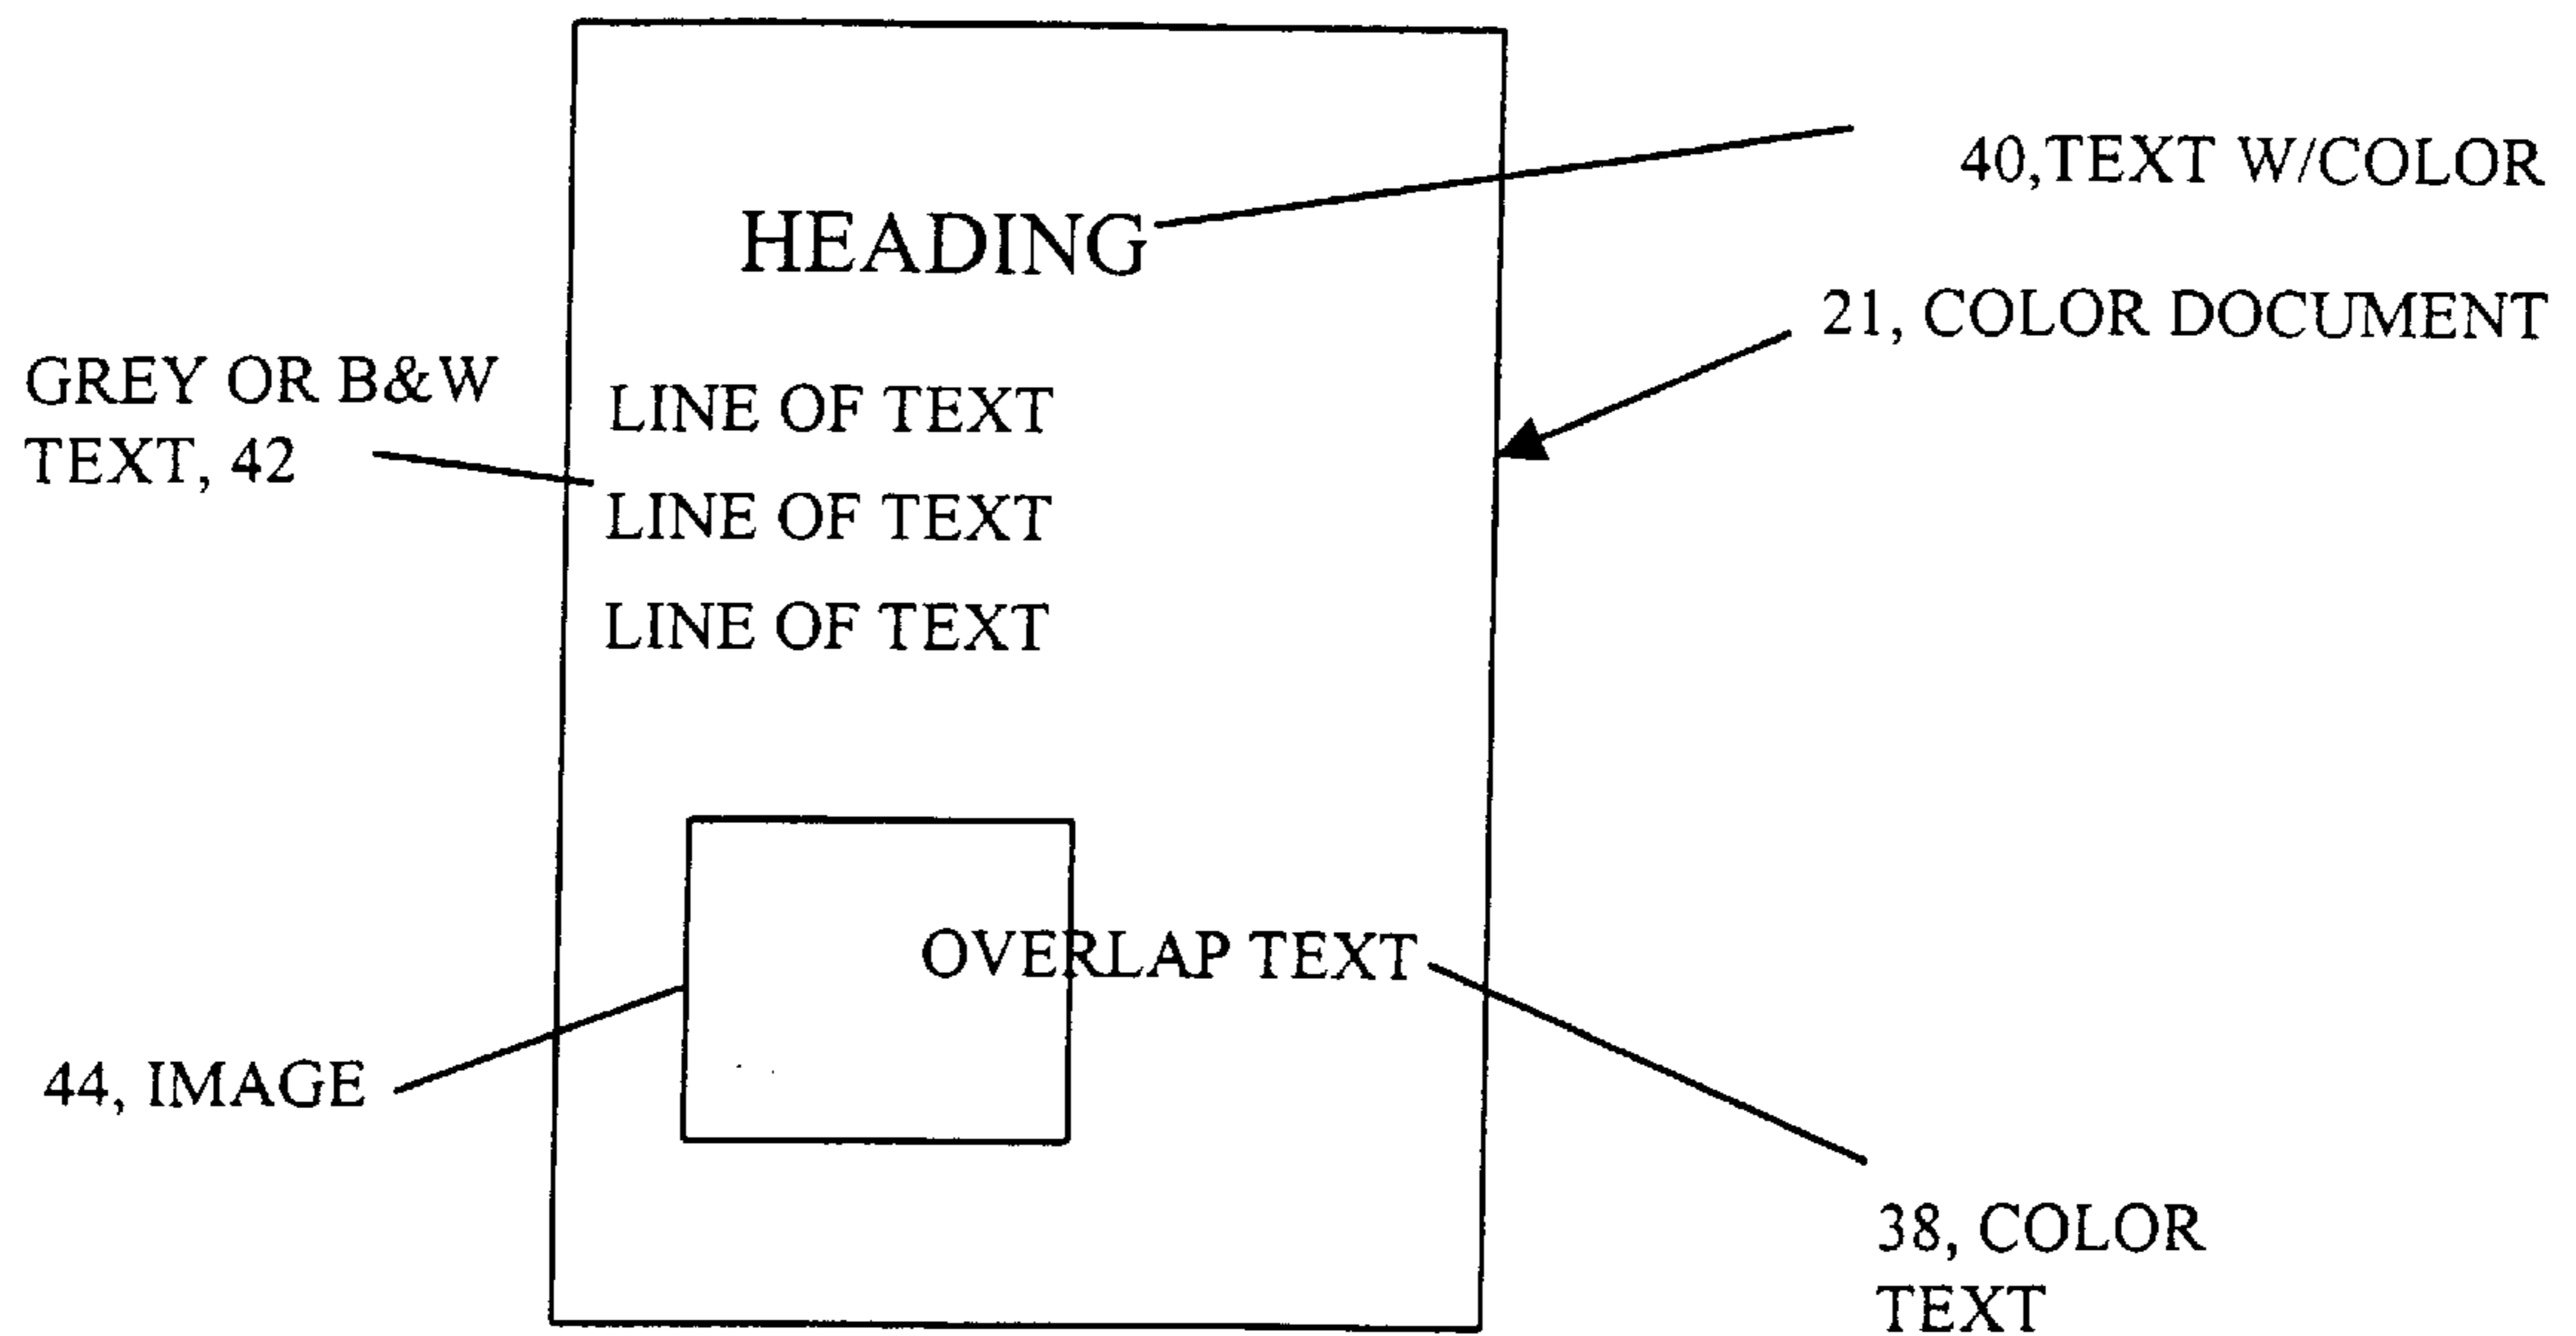 40,TEXT W/COLOR
HEADING
21, COLOR DOCUMENT
GREY OR B&W
TEXT, 42
LINE OF TEXT
LINE OF TEXT
LINE OF TEXT
OVERLAP TEXT
44, IMAGE
38, COLOR
TEXT